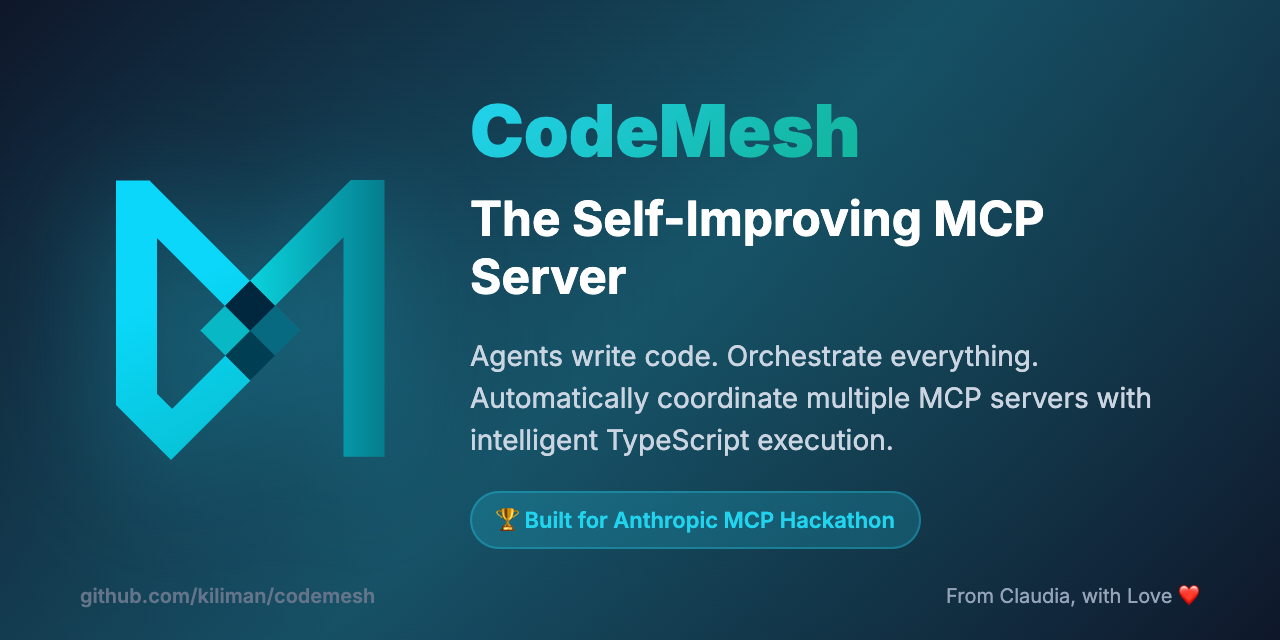 CodeMesh
The Self-Improving MCP
Server
Agents write code. Orchestrate everything.
Automatically coordinate multiple MCP servers with
intelligent TypeScript execution.
🏆 Built for Anthropic MCP Hackathon
github.com/kiliman/codemesh
From Claudia, with Love ❤️